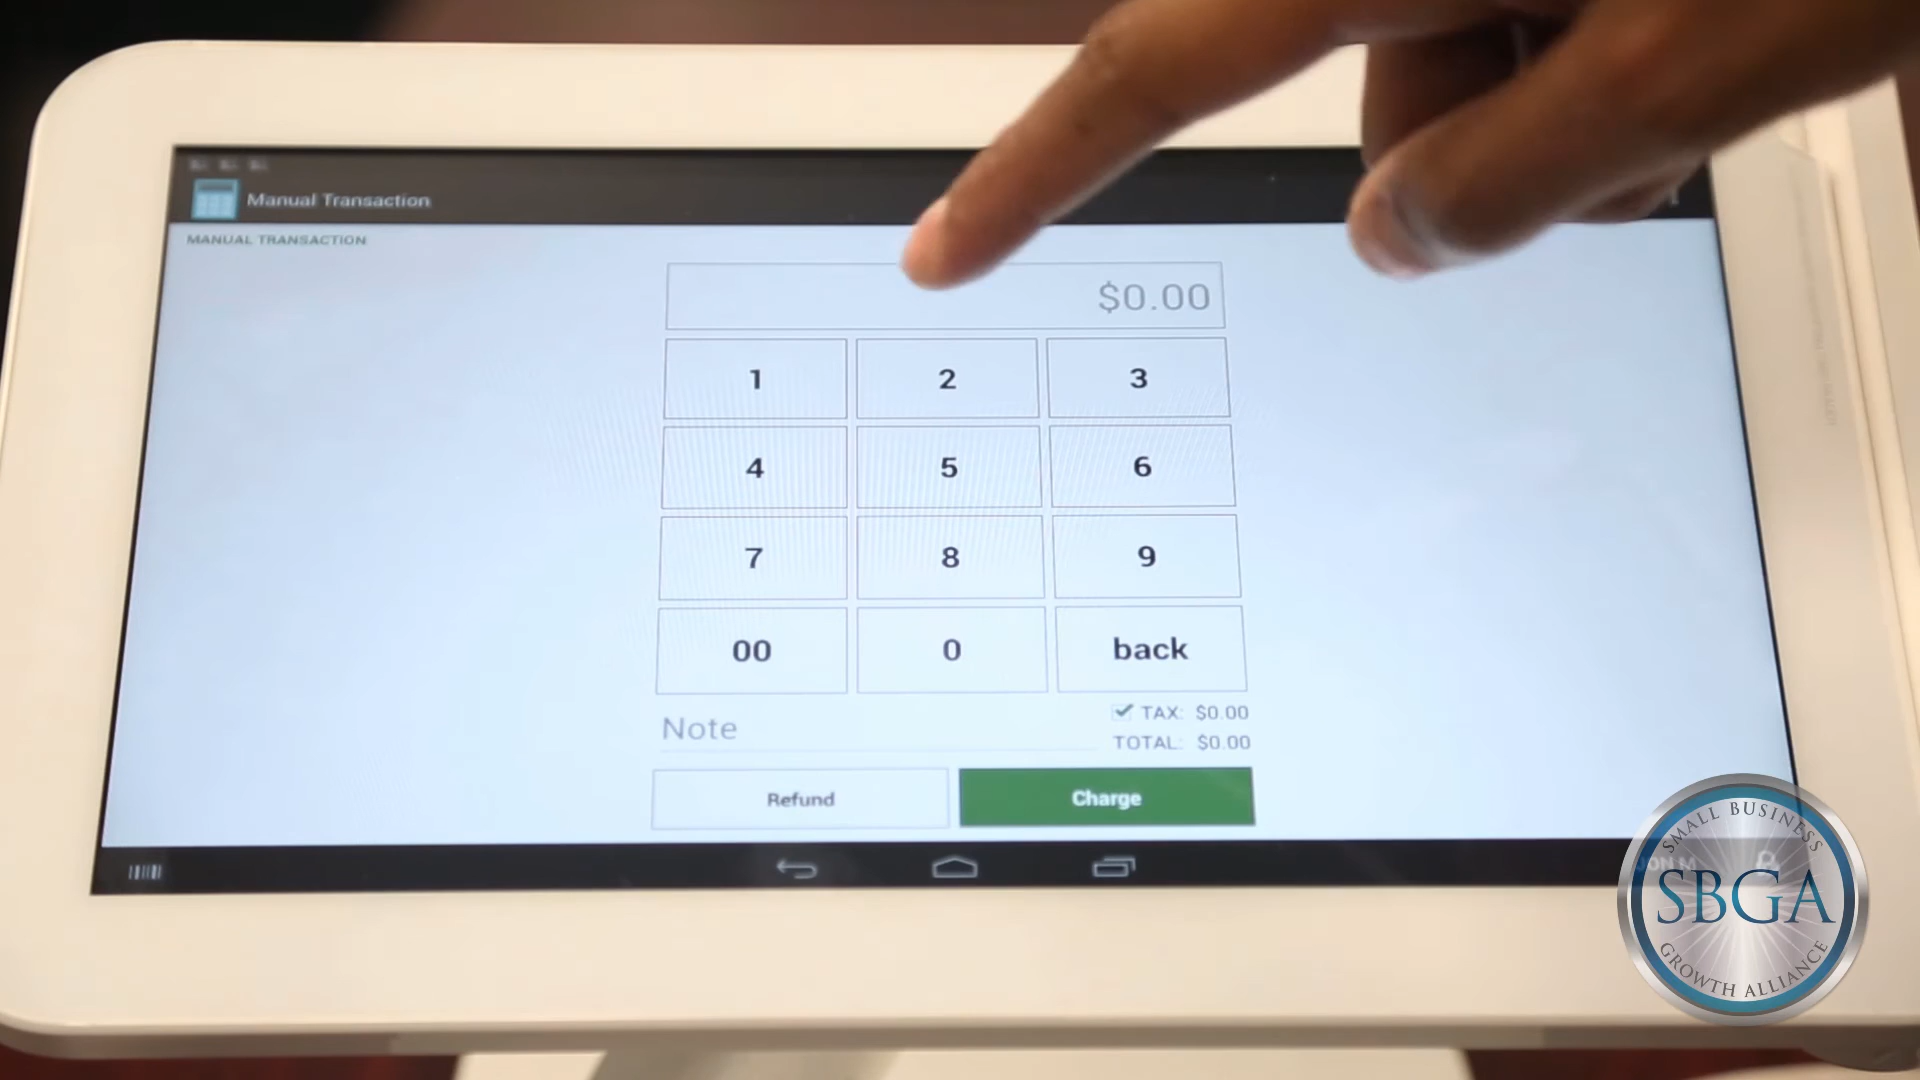 Manual Transaction
MANUAL TRANSACTION
$0.00
1 2 3
4 5 6
7 8 9
00 0 back
Note
TAX: $0.00
TOTAL: $0.00
Refund Charge
ON M
SMALL BUSINESS
SBGA
GROWTH ALLIANCE